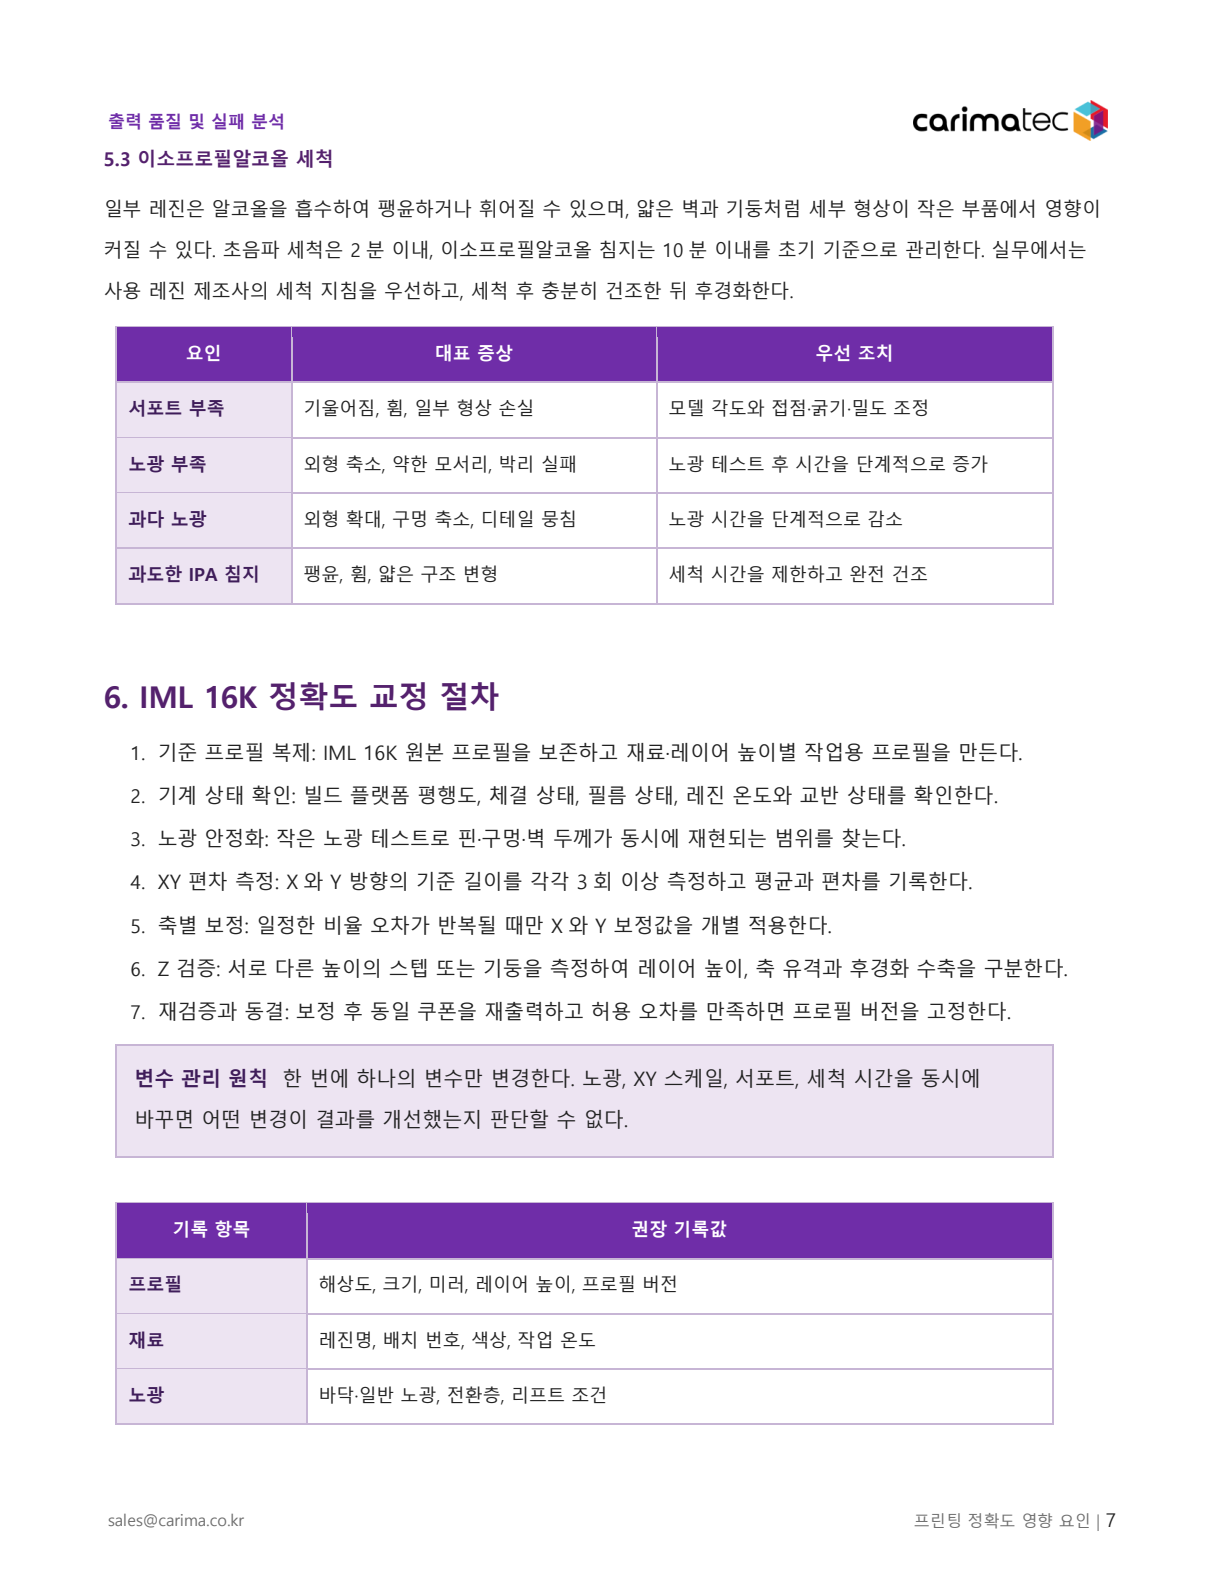 출력 품질 및 실패 분석
carimatec
5.3 이소프로필알코올 세척
일부 레진은 알코올을 흡수하여 팽윤하거나 휘어질 수 있으며, 얇은 벽과 기둥처럼 세부 형상이 작은 부품에서 영향이
커질 수 있다. 초음파 세척은 2 분 이내, 이소프로필알코올 침지는 10 분 이내를 초기 기준으로 관리한다. 실무에서는
사용 레진 제조사의 세척 지침을 우선하고, 세척 후 충분히 건조한 뒤 후경화한다.
요인 대표 증상 우선 조치
서포트 부족 기울어짐, 휨, 일부 형상 손실 모델 각도와 접점·굵기·밀도 조정
노광 부족 외형 축소, 약한 모서리, 박리 실패 노광 테스트 후 시간을 단계적으로 증가
과다 노광 외형 확대, 구멍 축소, 디테일 뭉침 노광 시간을 단계적으로 감소
과도한 IPA 침지 팽윤, 휨, 얇은 구조 변형 세척 시간을 제한하고 완전 건조
6. IML 16K 정확도 교정 절차
1. 기준 프로필 복제: IML 16K 원본 프로필을 보존하고 재료·레이어 높이별 작업용 프로필을 만든다.
2. 기계 상태 확인: 빌드 플랫폼 평행도, 체결 상태, 필름 상태, 레진 온도와 교반 상태를 확인한다.
3. 노광 안정화: 작은 노광 테스트로 핀·구멍·벽 두께가 동시에 재현되는 범위를 찾는다.
4. XY 편차 측정: X 와 Y 방향의 기준 길이를 각각 3 회 이상 측정하고 평균과 편차를 기록한다.
5. 축별 보정: 일정한 비율 오차가 반복될 때만 X 와 Y 보정값을 개별 적용한다.
6. Z 검증: 서로 다른 높이의 스텝 또는 기둥을 측정하여 레이어 높이, 축 유격과 후경화 수축을 구분한다.
7. 재검증과 동결: 보정 후 동일 쿠폰을 재출력하고 허용 오차를 만족하면 프로필 버전을 고정한다.
변수 관리 원칙 한 번에 하나의 변수만 변경한다. 노광, XY 스케일, 서포트, 세척 시간을 동시에
바꾸면 어떤 변경이 결과를 개선했는지 판단할 수 없다.
기록 항목 권장 기록값
프로필 해상도, 크기, 미러, 레이어 높이, 프로필 버전
재료 레진명, 배치 번호, 색상, 작업 온도
노광 바닥·일반 노광, 전환층, 리프트 조건
sales@carima.co.kr
프린팅 정확도 영향 요인 | 7